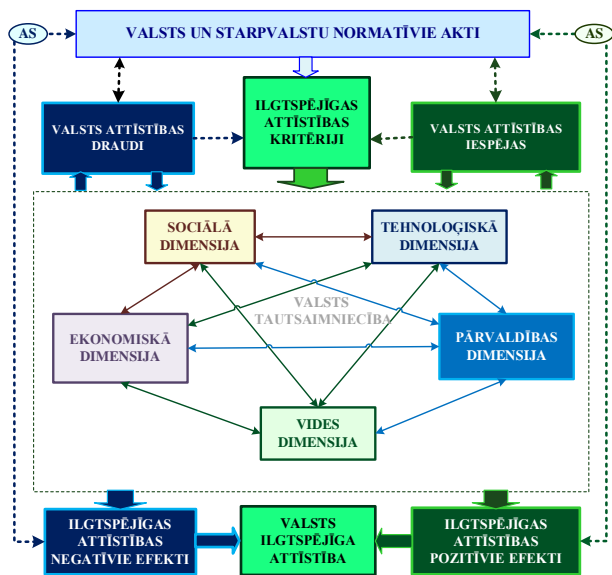 AS
VALSTS UN STARPVALSTU NORMATĪVIE AKTI
AS
VALSTS ATTĪSTĪBAS
DRAUDI
ILGTSPĒJĪGAS
ATTĪSTĪBAS
KRITĒRIJI
VALSTS ATTĪSTĪBAS
IESPĒJAS
SOCIĀLĀ
DIMENSIJA
TEHNOLOĢISKĀ
DIMENSIJA
VALSTS
TAUTSAIMNIECĪBA
EKONOMISKĀ
DIMENSIJA
PĀRVALDĪBAS
DIMENSIJA
VIDES
DIMENSIJA
ILGTSPĒJĪGAS
ATTĪSTĪBAS
NEGATĪVIE EFEKTI
VALSTS
ILGTSPĒJĪGA
ATTĪSTĪBA
ILGTSPĒJĪGAS
ATTĪSTĪBAS
POZITĪVIE EFEKTI